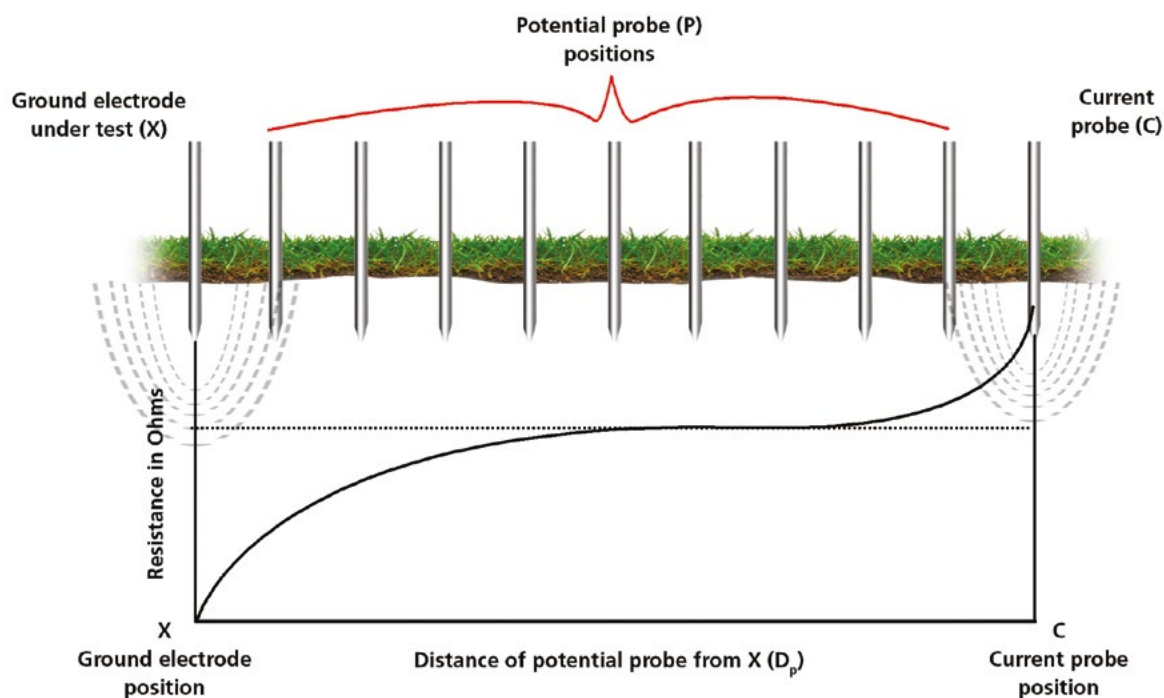 Potential probe (P)
positions
Ground electrode
under test (X)
Current
probe (C)
Resistance in Ohms
X
C
Ground electrode
position
Distance of potential probe from X (Dp)
Current probe
position